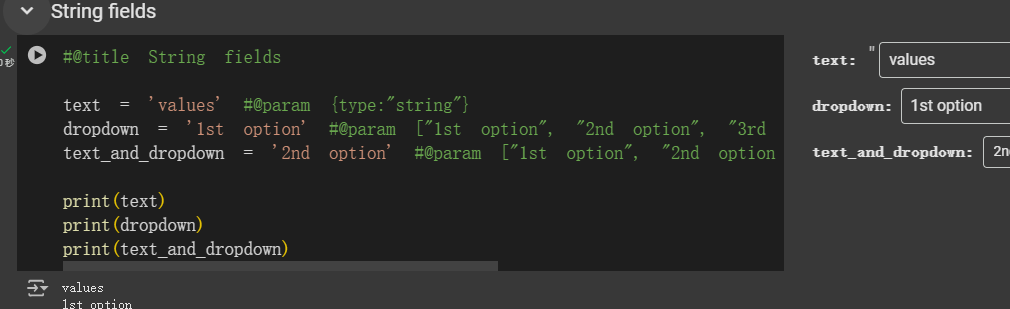 String fields
#@title String fields
0秒
text = 'values' #@param {type:"string"}
dropdown = '1st option' #@param ["1st option", "2nd option", "3rd
text_and_dropdown = '2nd option' #@param ["1st option", "2nd option
print(text)
print(dropdown)
print(text_and_dropdown)
text: " values
dropdown: 1st option
text_and_dropdown:
values
1st option